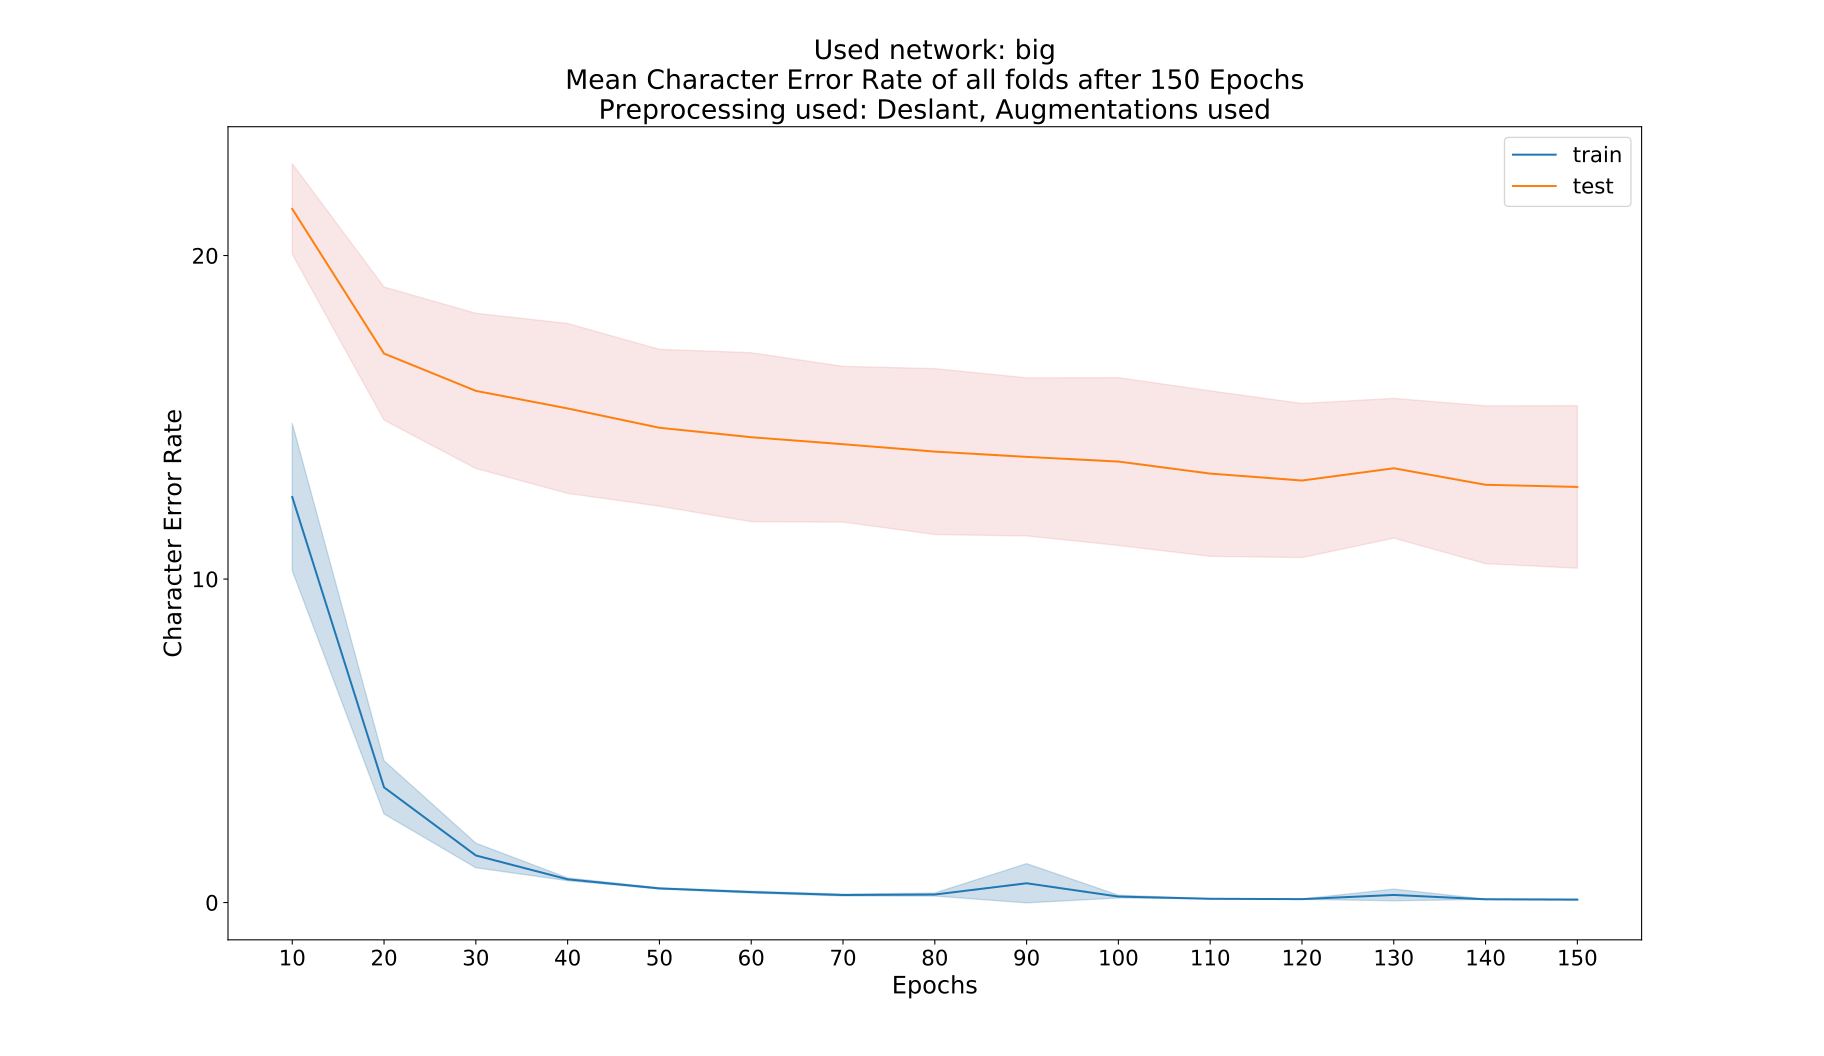 Used network: big
Mean Character Error Rate of all folds after 150 Epochs
Preprocessing used: Deslant, Augmentations used
train
test
20
10
0
Character Error Rate
10 20 30 40 50 60 70 80 90 100 110 120 130 140 150
Epochs